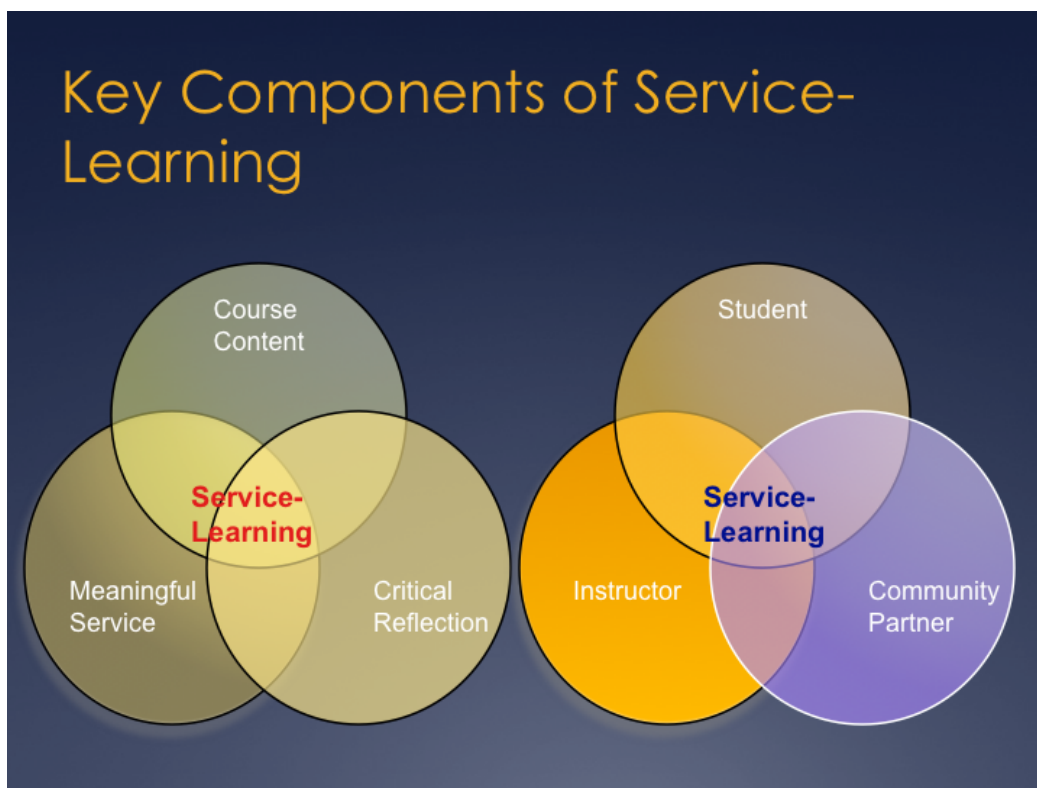 Key Components of Service-
Learning
Course
Content
Service-
Learning
Meaningful
Service
Critical
Reflection
Student
Service-
Learning
Instructor
Community
Partner